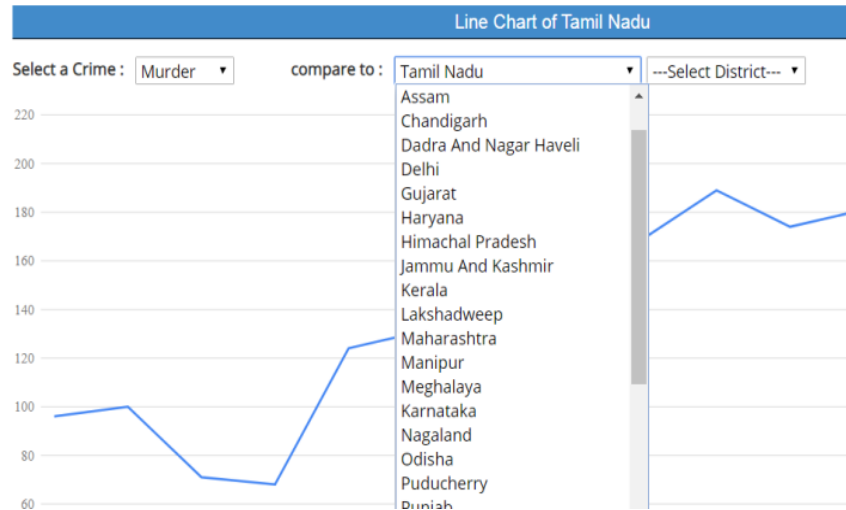 Line Chart of Tamil Nadu
Select a Crime : Murder compare to : Tamil Nadu ---Select District---
Assam
Chandigarh
Dadra And Nagar Haveli
Delhi
Gujarat
Haryana
Himachal Pradesh
Jammu And Kashmir
Kerala
Lakshadweep
Maharashtra
Manipur
Meghalaya
Karnataka
Nagaland
Odisha
Puducherry
Punjab
220
200
180
160
140
120
100
80
60